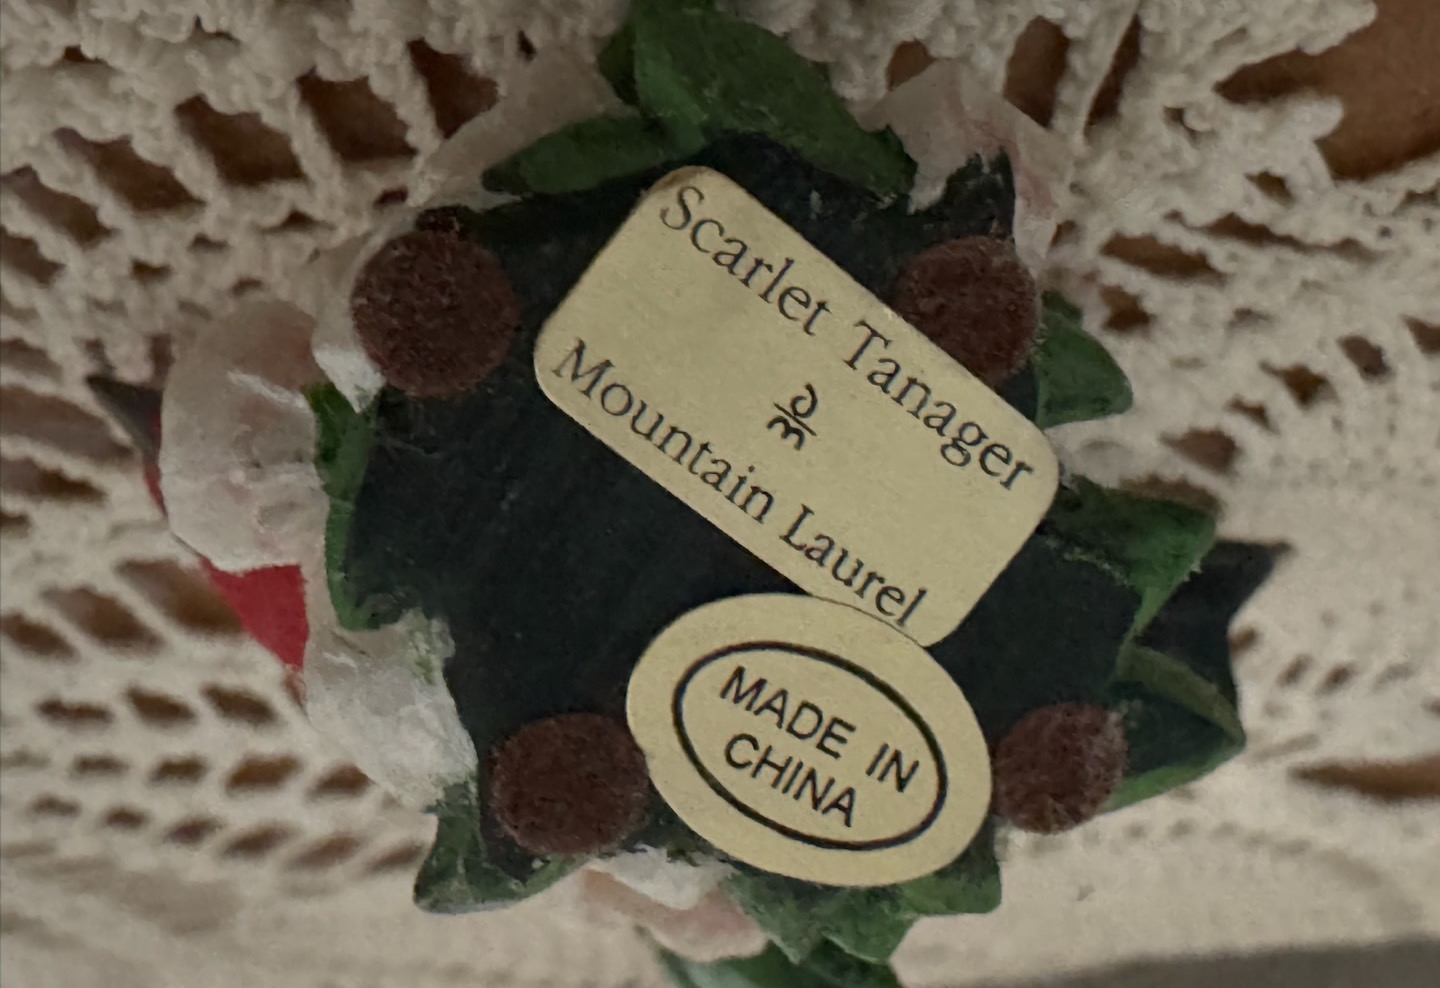 Scarlet Tanager
Mountain Laurel
MADE IN
CHINA